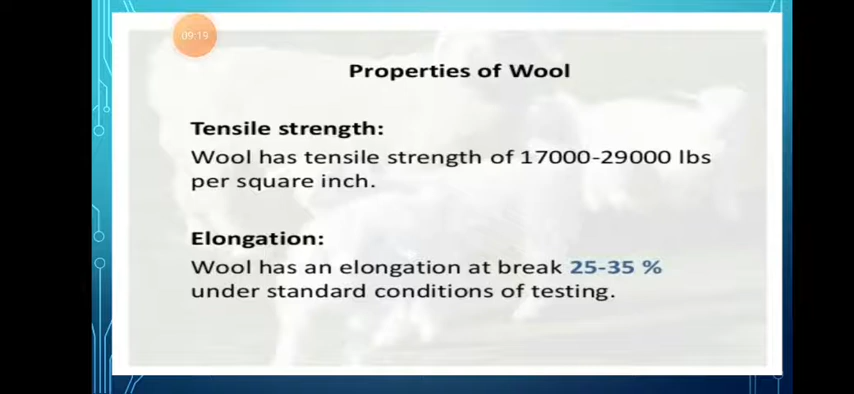 09:19
Properties of Wool
Tensile strength:
Wool has tensile strength of 17000-29000 lbs
per square inch.
Elongation:
Wool has an elongation at break 25-35 %
under standard conditions of testing.